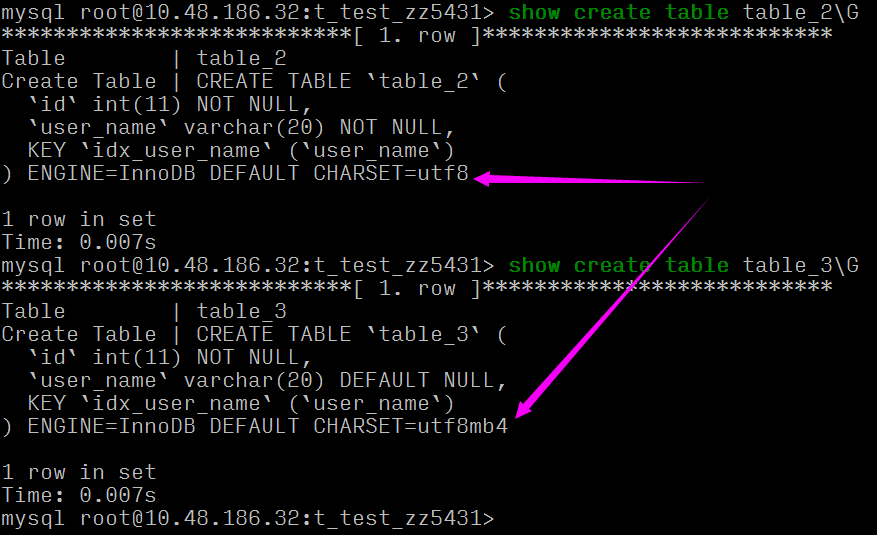 mysql root@10.48.186.32:t_test_zz5431> show create table table_2\G
***************************[ 1. row ]***************************
Table        | table_2
Create Table | CREATE TABLE `table_2` (
  `id` int(11) NOT NULL,
  `user_name` varchar(20) NOT NULL,
  KEY `idx_user_name` (`user_name`)
) ENGINE=InnoDB DEFAULT CHARSET=utf8
1 row in set
Time: 0.007s
mysql root@10.48.186.32:t_test_zz5431> show create table table_3\G
***************************[ 1. row ]***************************
Table        | table_3
Create Table | CREATE TABLE `table_3` (
  `id` int(11) NOT NULL,
  `user_name` varchar(20) DEFAULT NULL,
  KEY `idx_user_name` (`user_name`)
) ENGINE=InnoDB DEFAULT CHARSET=utf8mb4
1 row in set
Time: 0.007s
mysql root@10.48.186.32:t_test_zz5431>